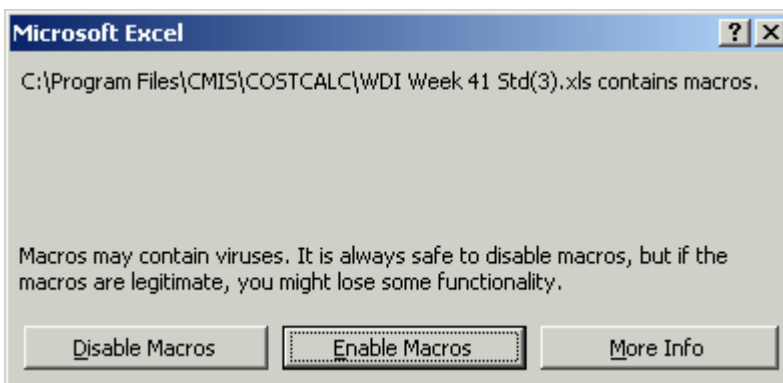 Microsoft Excel
C:\Program Files\CMIS\COSTCALC\WDI Week 41 Std(3).xls contains macros.
Macros may contain viruses. It is always safe to disable macros, but if the
macros are legitimate, you might lose some functionality.
Disable Macros Enable Macros More Info